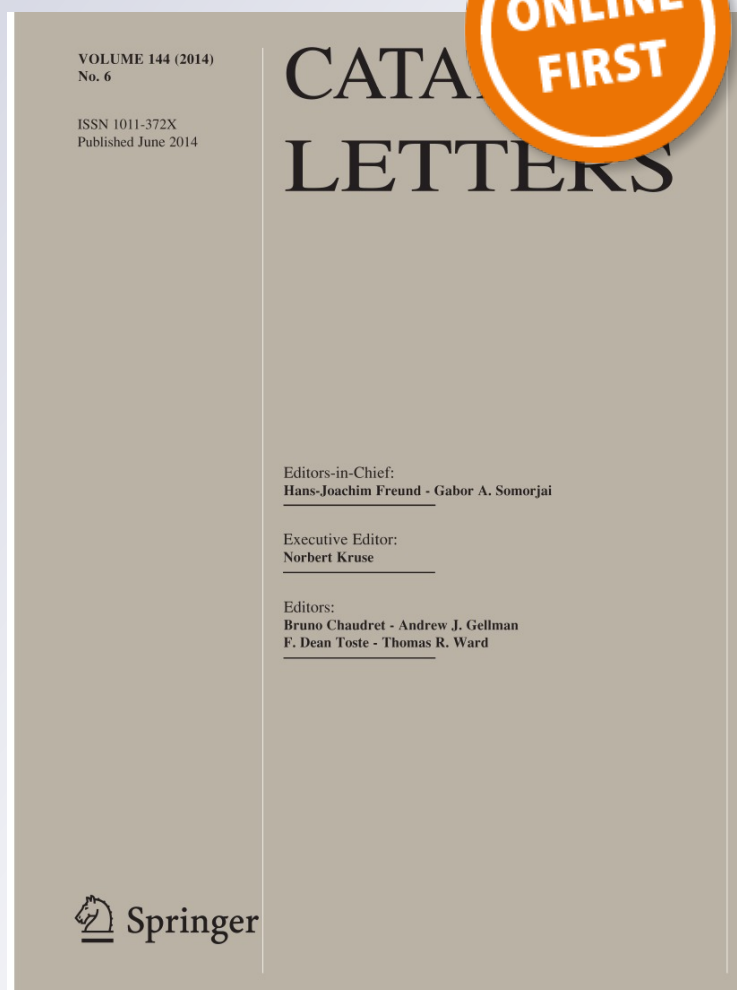 VOLUME 144 (2014)
No. 6
ISSN 1011-372X
Published June 2014
ONLINE
FIRST
LETTERS
Editors-in-Chief:
Hans-Joachim Freund - Gabor A. Somorjai
Executive Editor:
Norbert Kruse
Editors:
Bruno Chaudret - Andrew J. Gellman
F. Dean Toste - Thomas R. Ward
Springer